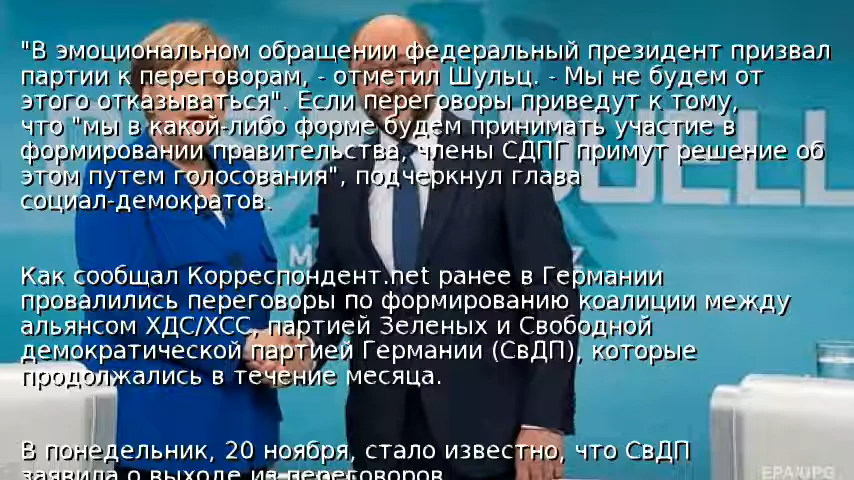 "В эмоциональном обращении федеральный президент призвал
партии к переговорам, - отметил Шульц. - Мы не будем от
этого отказываться". Если переговоры приведут к тому,
что "мы в какой-либо форме будем принимать участие в
формировании правительства, члены СДПГ примут решение об
этом путем голосования", подчеркнул глава
социал-демократов.
Как сообщал Корреспондент.net ранее в Германии
провалились переговоры по формированию коалиции между
альянсом ХДС/ХСС, партией Зеленых и Свободной
демократической партией Германии (СвДП), которые
продолжались в течение месяца.
В понедельник, 20 ноября, стало известно, что СвДП
заявила о выходе из переговоров.
EPA/UPG